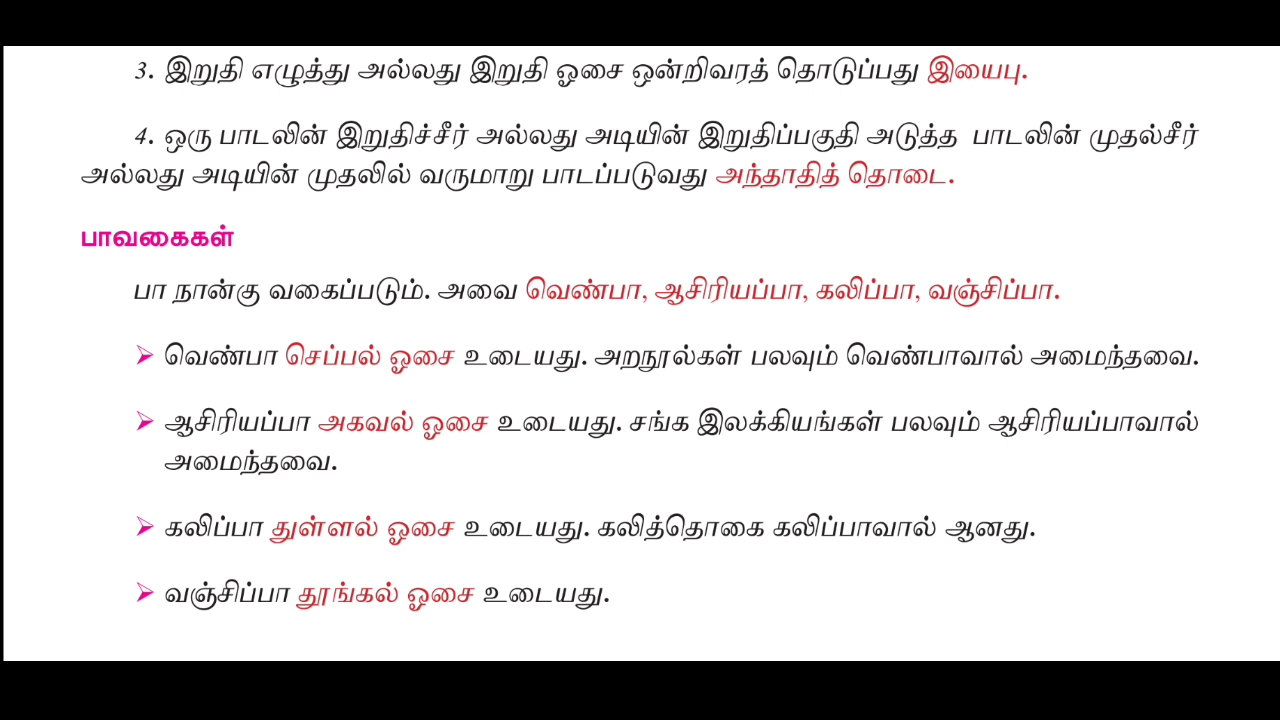 3. இறுதி எழுத்து அல்லது இறுதி ஓசை ஒன்றிவரத் தொடுப்பது இயைபு.
4. ஒரு பாடலின் இறுதிச்சீர் அல்லது அடியின் இறுதிப்பகுதி அடுத்த பாடலின் முதல்சீர்
அல்லது அடியின் முதலில் வருமாறு பாடப்படுவது அந்தாதித் தொடை.
பாவகைகள்
பா நான்கு வகைப்படும். அவை வெண்பா, ஆசிரியப்பா, கலிப்பா, வஞ்சிப்பா.
➤ வெண்பா செப்பல் ஓசை உடையது. அறநூல்கள் பலவும் வெண்பாவால் அமைந்தவை.
➤ ஆசிரியப்பா அகவல் ஓசை உடையது. சங்க இலக்கியங்கள் பலவும் ஆசிரியப்பாவால்
அமைந்தவை.
➤ கலிப்பா துள்ளல் ஓசை உடையது. கலித்தொகை கலிப்பாவால் ஆனது.
➤ வஞ்சிப்பா தூங்கல் ஓசை உடையது.